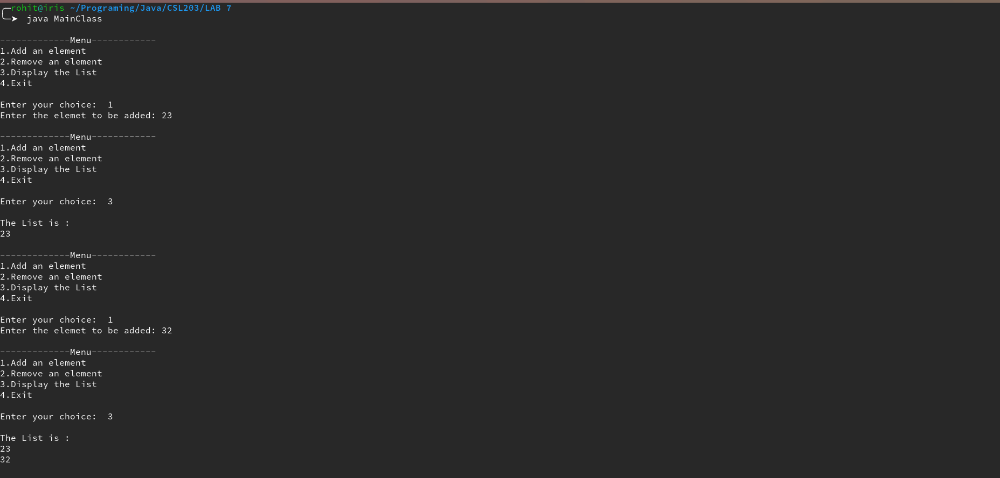 ╭─rohit@iris ~/Programing/Java/CSL203/LAB 7
╰─➤  java MainClass
-------------Menu------------
1.Add an element
2.Remove an element
3.Display the List
4.Exit
Enter your choice:  1
Enter the elemet to be added: 23
-------------Menu------------
1.Add an element
2.Remove an element
3.Display the List
4.Exit
Enter your choice:  3
The List is :
23
-------------Menu------------
1.Add an element
2.Remove an element
3.Display the List
4.Exit
Enter your choice:  1
Enter the elemet to be added: 32
-------------Menu------------
1.Add an element
2.Remove an element
3.Display the List
4.Exit
Enter your choice:  3
The List is :
23
32